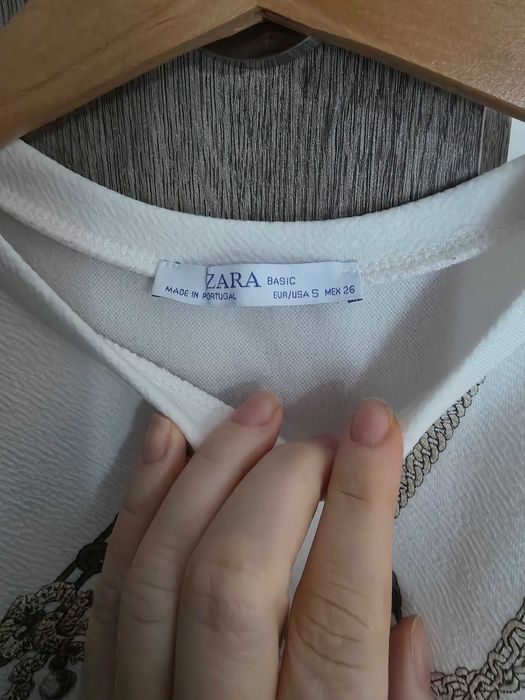 ZARA BASIC
MADE IN PORTUGAL EUR/USA S MEX 26